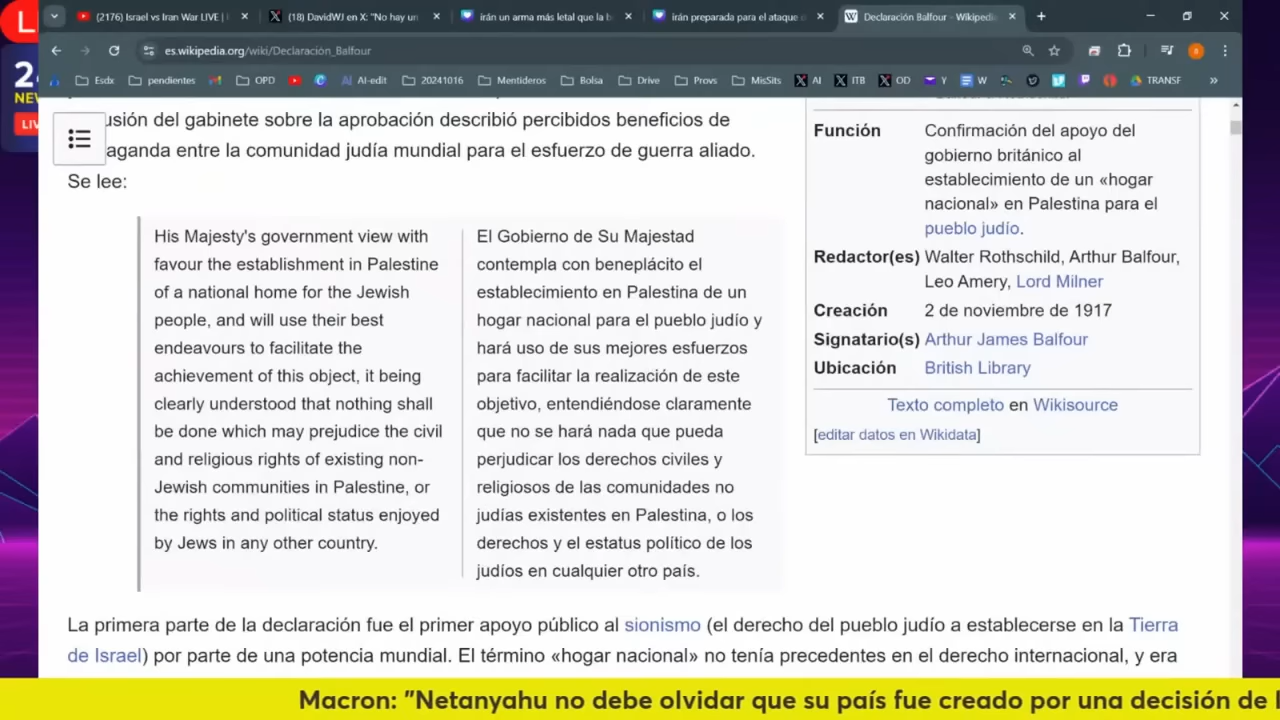 (2176) Israel vs Iran War LIVE |
(18) DavidWJ en X: "No hay un
irán un arma más letal que la b
irán preparada para el ataque
Declaración Balfour - Wikipedi
es.wikipedia.org/wiki/Declaración_Balfour
Esdx
pendientes
OPD
AI-edit
20241016
Mentideros
Bolsa
Drive
Provs
MisSits
AI
ITB
OD
Y
W
TRANSF
L
2
NEW
LIV
usión del gabinete sobre la aprobación describió percibidos beneficios de
aganda entre la comunidad judía mundial para el esfuerzo de guerra aliado.
Se lee:
His Majesty's government view with
favour the establishment in Palestine
of a national home for the Jewish
people, and will use their best
endeavours to facilitate the
achievement of this object, it being
clearly understood that nothing shall
be done which may prejudice the civil
and religious rights of existing non-
Jewish communities in Palestine, or
the rights and political status enjoyed
by Jews in any other country.
El Gobierno de Su Majestad
contempla con beneplácito el
establecimiento en Palestina de un
hogar nacional para el pueblo judío y
hará uso de sus mejores esfuerzos
para facilitar la realización de este
objetivo, entendiéndose claramente
que no se hará nada que pueda
perjudicar los derechos civiles y
religiosos de las comunidades no
judías existentes en Palestina, o los
derechos y el estatus político de los
judíos en cualquier otro país.
La primera parte de la declaración fue el primer apoyo público al sionismo (el derecho del pueblo judío a establecerse en la Tierra
de Israel) por parte de una potencia mundial. El término «hogar nacional» no tenía precedentes en el derecho internacional, y era
Función Confirmación del apoyo del
gobierno británico al
establecimiento de un «hogar
nacional» en Palestina para el
pueblo judío.
Redactor(es) Walter Rothschild, Arthur Balfour,
Leo Amery, Lord Milner
Creación 2 de noviembre de 1917
Signatario(s) Arthur James Balfour
Ubicación British Library
Texto completo en Wikisource
[editar datos en Wikidata]
Macron: "Netanyahu no debe olvidar que su país fue creado por una decisión de